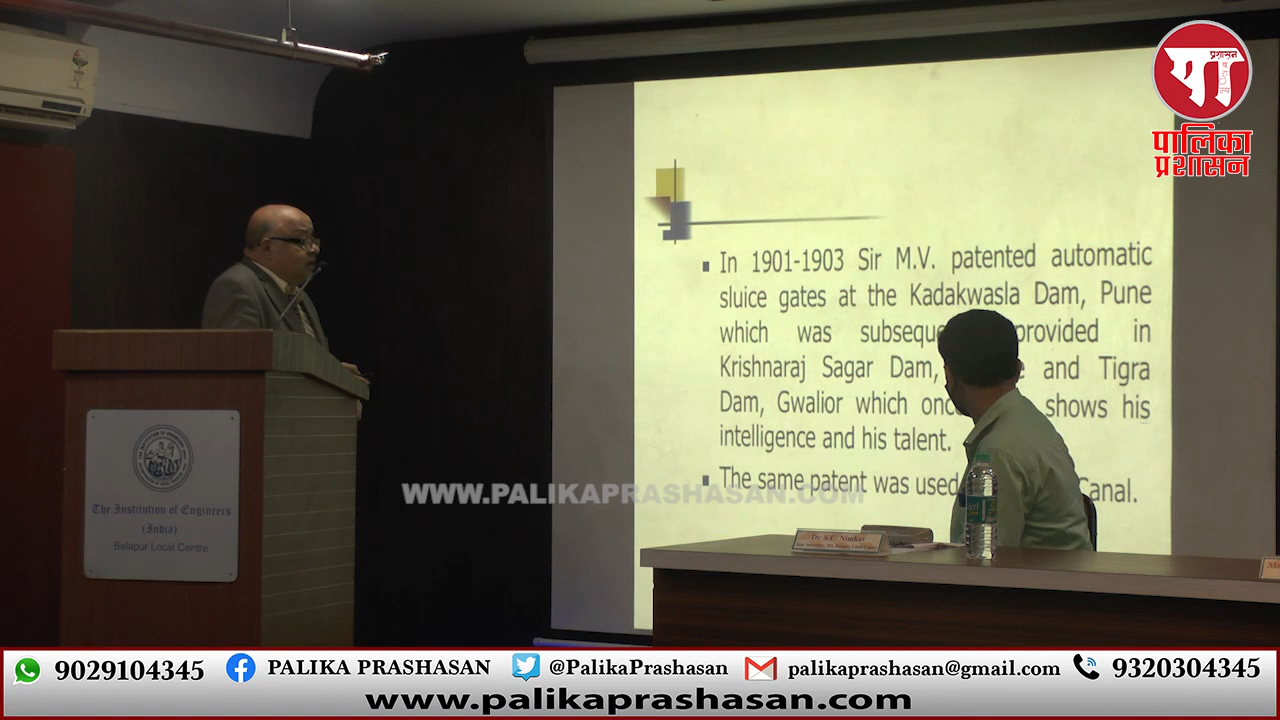 प्रशासन
पालिका
प्रशासन
■ In 1901-1903 Sir M.V. patented automatic
sluice gates at the Kadakwasla Dam, Pune
which was subseque provided in
Krishnaraj Sagar Dam, and Tigra
Dam, Gwalior which onc shows his
intelligence and his talent.
■ The same patent was used Canal.
WWW.PALIKAPRASHASAN.COM
The Institution of Engineers
(India)
Belapur Local Centre
Dr. S.C. Nimkar
9029104345 PALIKA PRASHASAN @PalikaPrashasan palikaprashasan@gmail.com 9320304345
www.palikaprashasan.com